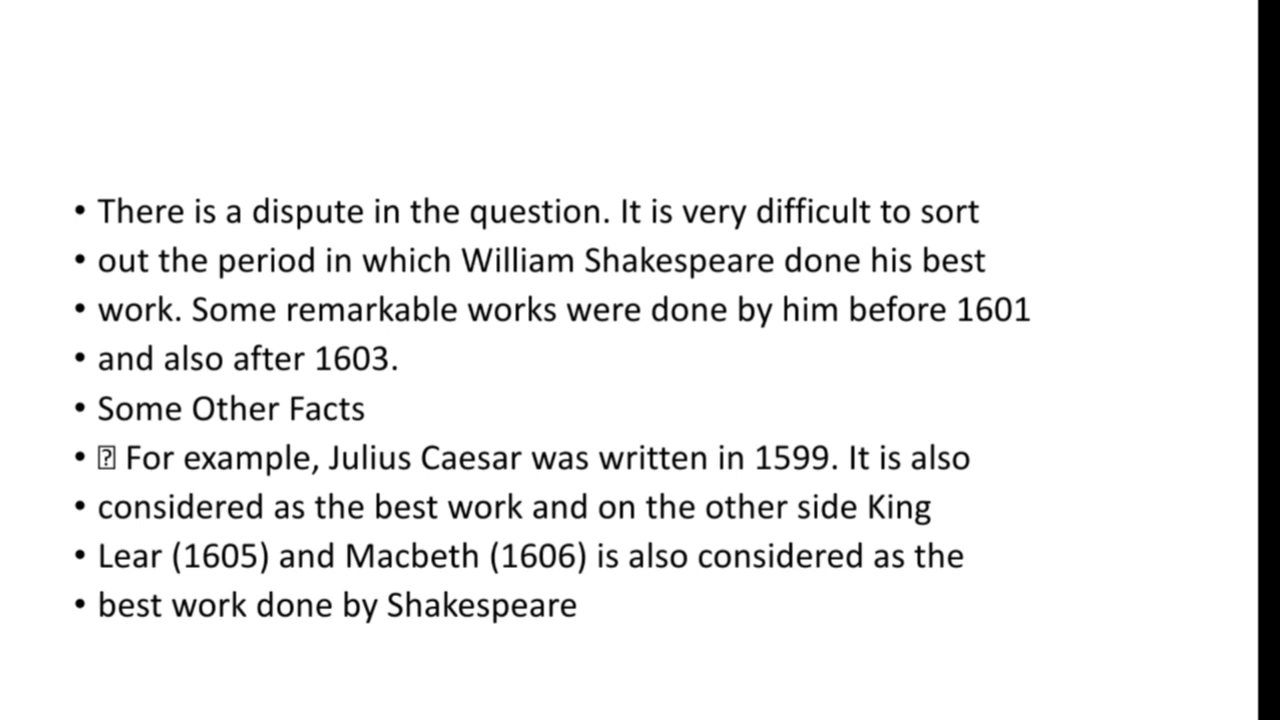 • There is a dispute in the question. It is very difficult to sort
• out the period in which William Shakespeare done his best
• work. Some remarkable works were done by him before 1601
• and also after 1603.
• Some Other Facts
• ⍰ For example, Julius Caesar was written in 1599. It is also
• considered as the best work and on the other side King
• Lear (1605) and Macbeth (1606) is also considered as the
• best work done by Shakespeare